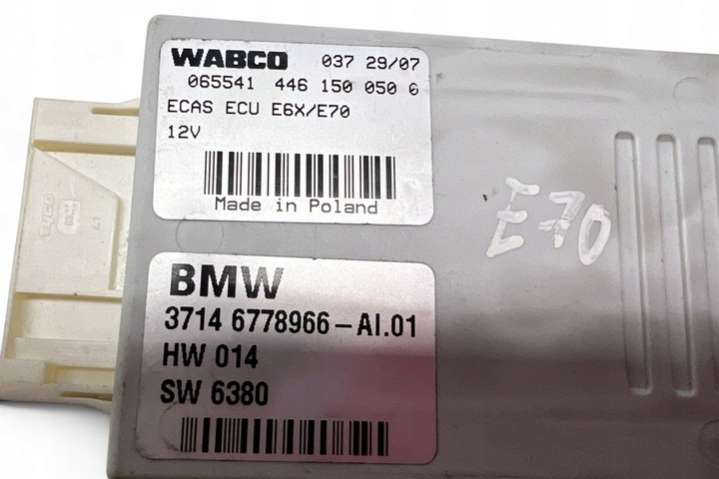 WABCO 037 29/07
065541 446 150 050 6
ECAS ECU E6X/E70
12V
Made in Poland
E70
BMW
3714 6778966-AI.01
HW 014
SW 6380